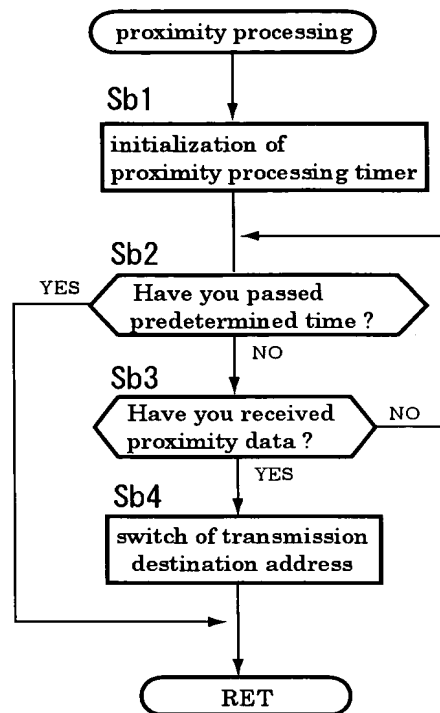 proximity processing
Sb1
initialization of
proximity processing timer
Sb2
YES
Have you passed
predetermined time ?
NO
Sb3
Have you received
proximity data ?
NO
YES
Sb4
switch of transmission
destination address
RET